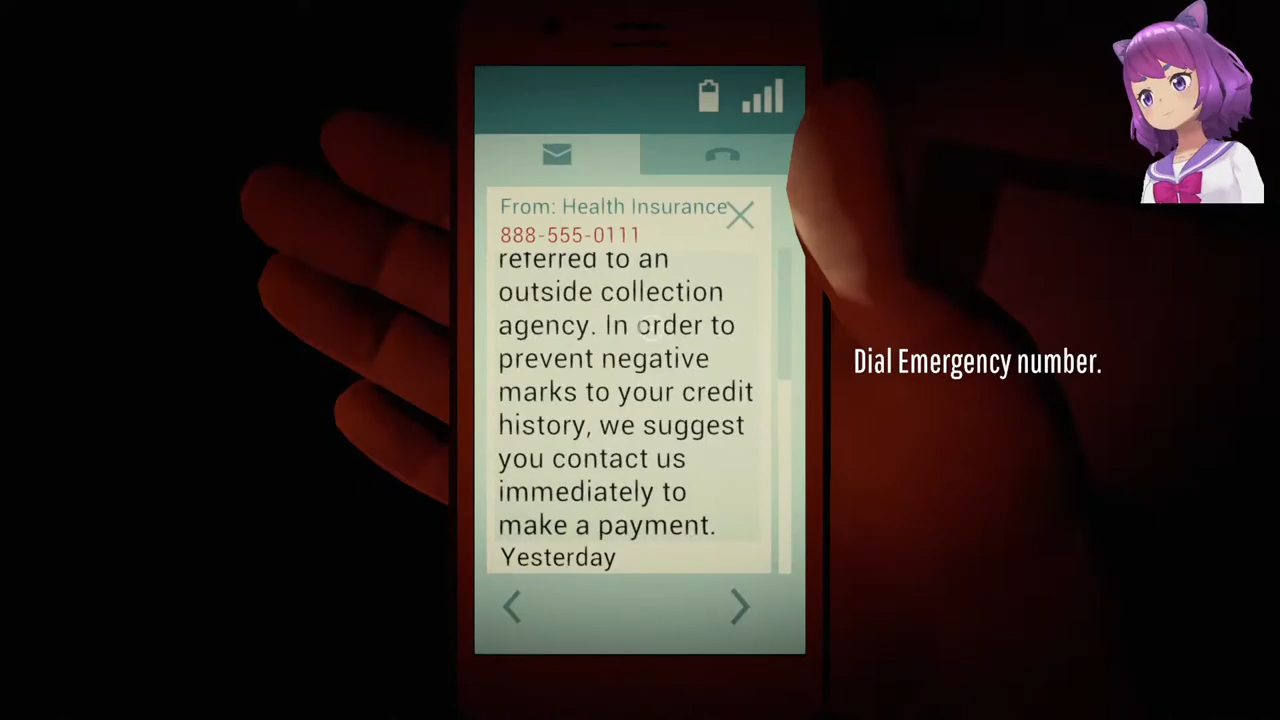 From: Health Insurance
888-555-0111
referred to an
outside collection
agency. In order to
prevent negative
marks to your credit
history, we suggest
you contact us
immediately to
make a payment.
Yesterday
Dial Emergency number.